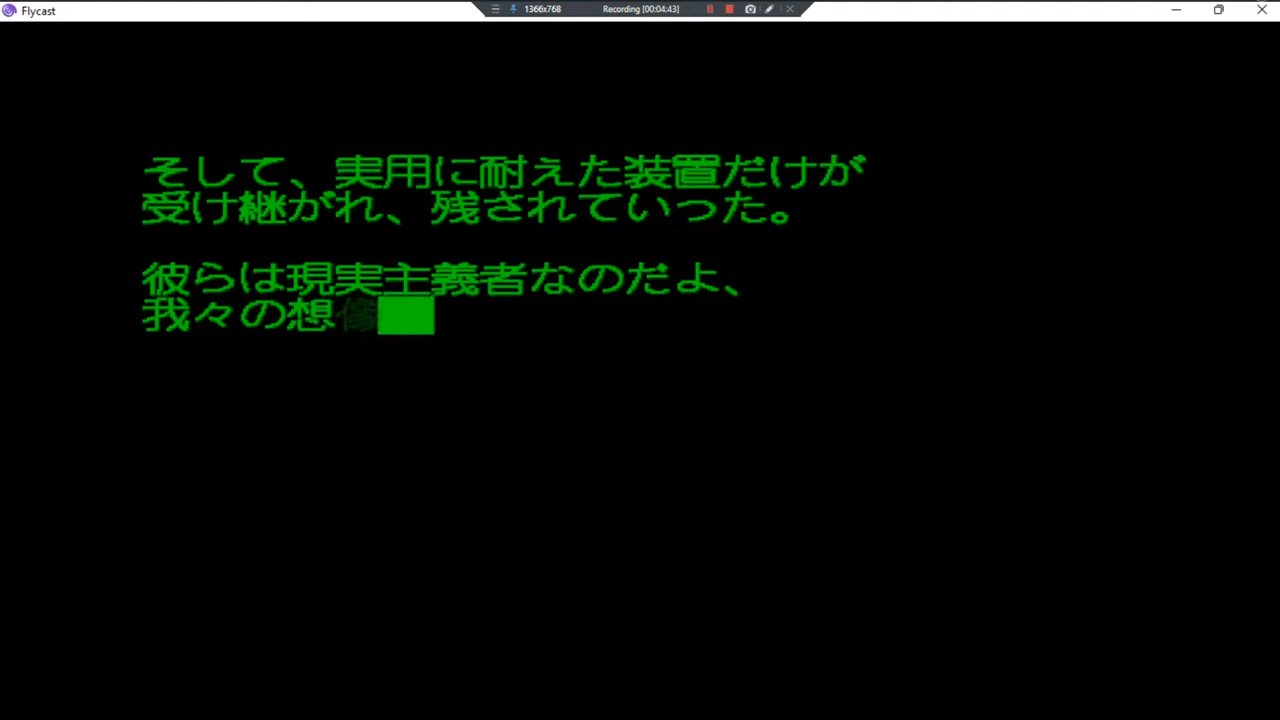 Flycast
1366x768
Recording [00:04:43]
そして、実用に耐えた装置だけが
受け継がれ、残されていった。
彼らは現実主義者なのだよ、
我々の想像